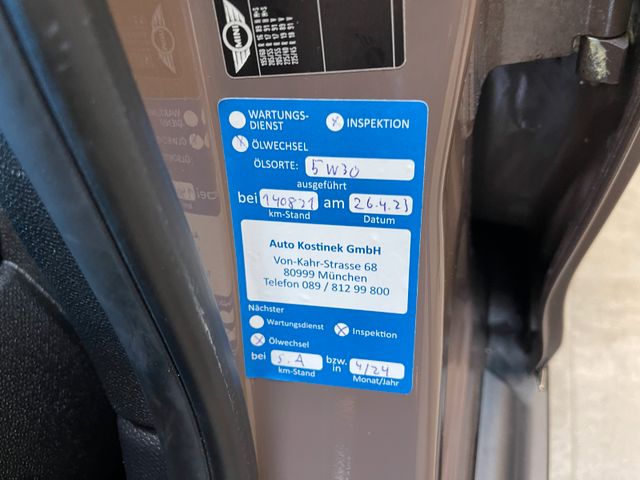 MINI
WARTUNGS-
DIENST
INSPEKTION
ÖLWECHSEL
ÖLSORTE: 5W30
ausgeführt
bei 140821 am 26.4.23
km-Stand Datum
Auto Kostinek GmbH
Von-Kahr-Strasse 68
80999 München
Telefon 089 / 812 99 800
Nächster
Wartungsdienst Inspektion
Ölwechsel
bei S.A bzw. in 4/24
km-Stand Monat/Jahr